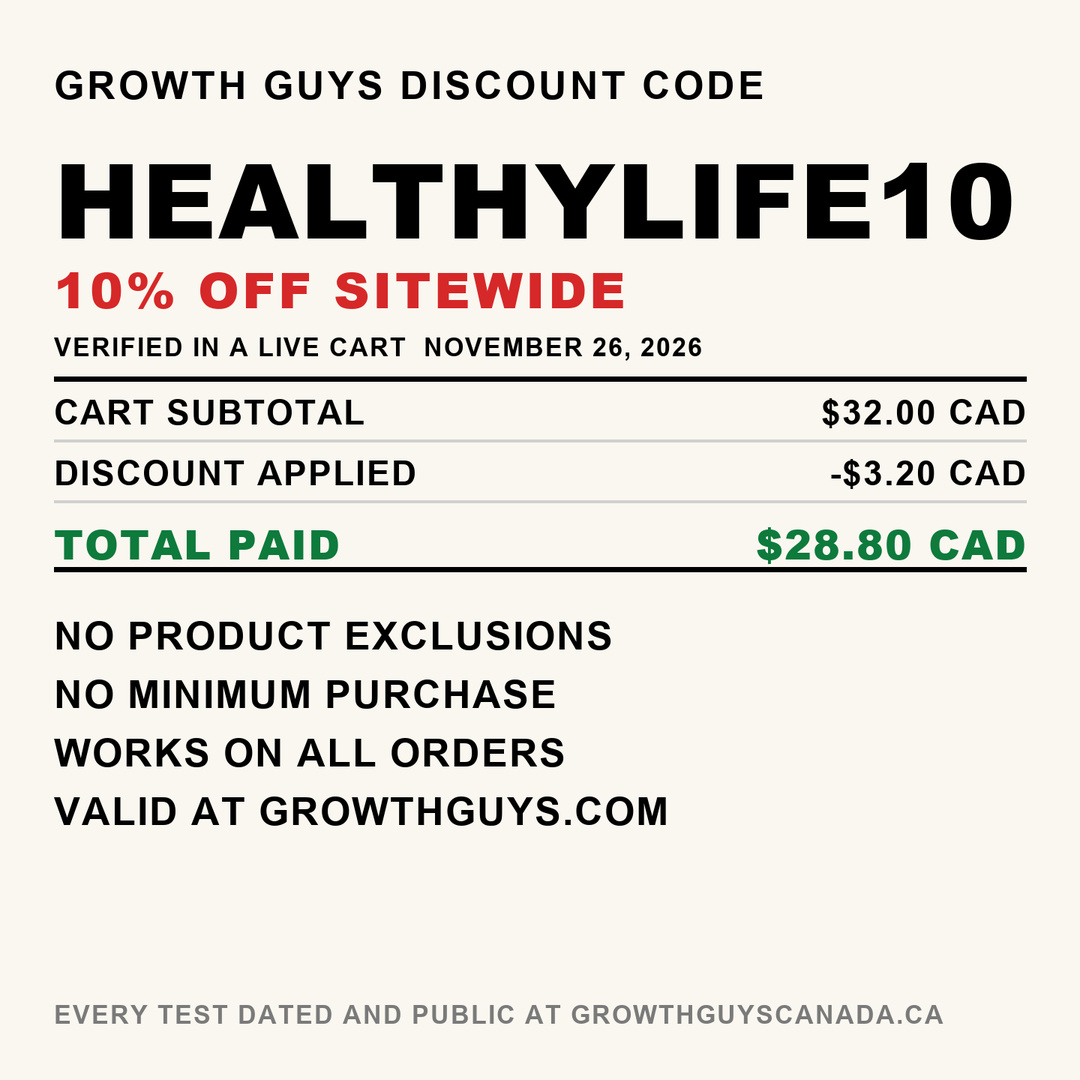 GROWTH GUYS DISCOUNT CODE
HEALTHYLIFE10
10% OFF SITEWIDE
VERIFIED IN A LIVE CART NOVEMBER 26, 2026
CART SUBTOTAL $32.00 CAD
DISCOUNT APPLIED -$3.20 CAD
TOTAL PAID $28.80 CAD
NO PRODUCT EXCLUSIONS
NO MINIMUM PURCHASE
WORKS ON ALL ORDERS
VALID AT GROWTHGUYS.COM
EVERY TEST DATED AND PUBLIC AT GROWTHGUYSCANADA.CA